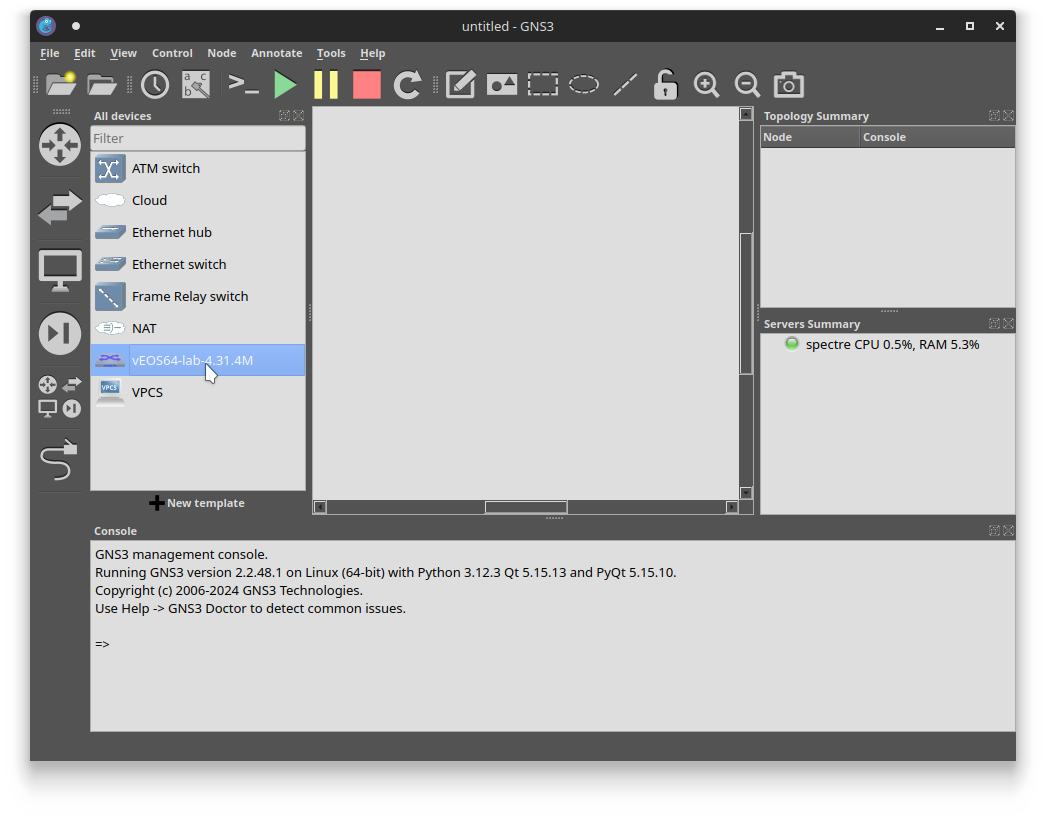 untitled - GNS3
File Edit View Control Node Annotate Tools Help
a c
b
>_
All devices
Filter
ATM switch
Cloud
Ethernet hub
Ethernet switch
Frame Relay switch
NAT
vEOS64-lab-4.31.4M
VPCS
VPCS
New template
Topology Summary
Node Console
Servers Summary
spectre CPU 0.5%, RAM 5.3%
Console
GNS3 management console.
Running GNS3 version 2.2.48.1 on Linux (64-bit) with Python 3.12.3 Qt 5.15.13 and PyQt 5.15.10.
Copyright (c) 2006-2024 GNS3 Technologies.
Use Help -> GNS3 Doctor to detect common issues.
=>